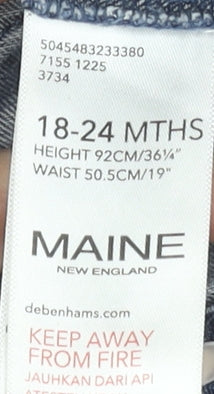 5045483233380
7155 1225
3734
18-24 MTHS
HEIGHT 92CM/36¼"
WAIST 50.5CM/19"
MAINE
NEW ENGLAND
debenhams.com
KEEP AWAY
FROM FIRE
JAUHKAN DARI API